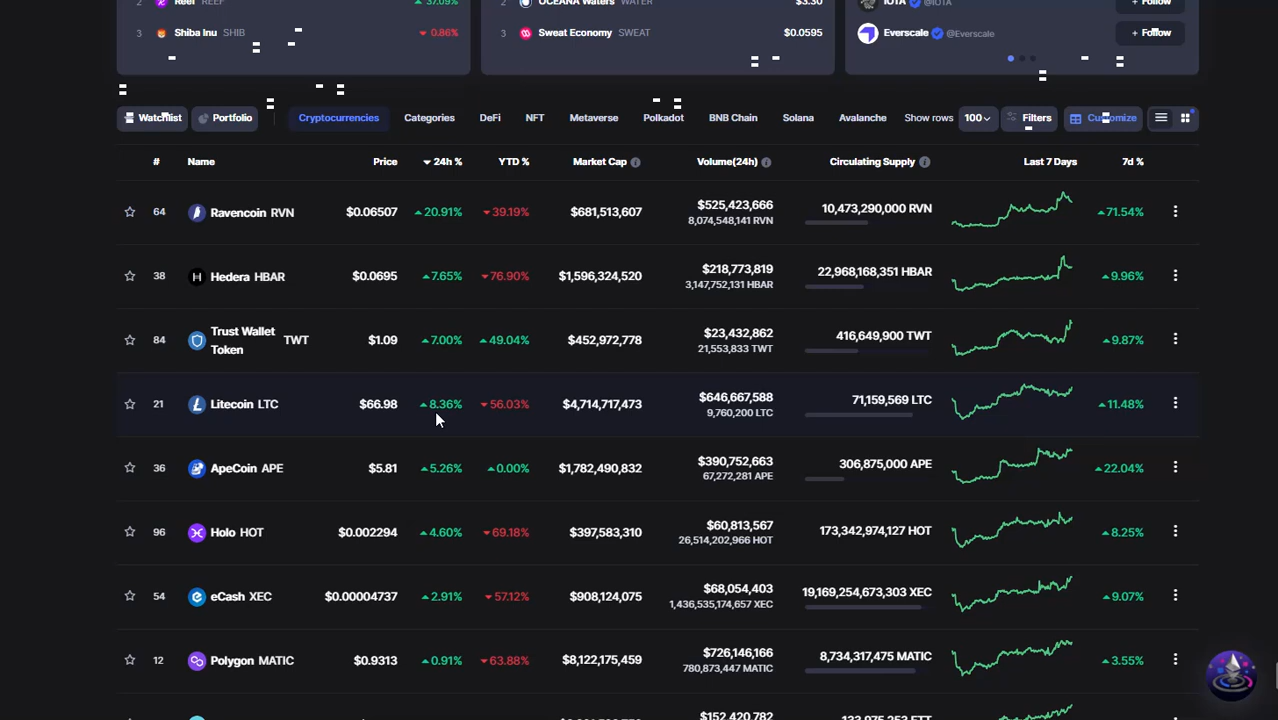 2 Reef REEF 37.09% 2 OCEANA Waters WATER $3.30 IOTA @IOTA + Follow
3 Shiba Inu SHIB 0.86% 3 Sweat Economy SWEAT $0.0595 Everscale @Everscale + Follow
Watchlist Portfolio Cryptocurrencies Categories DeFi NFT Metaverse Polkadot BNB Chain Solana Avalanche Show rows 100 Filters Customize
# Name Price 24h % YTD % Market Cap Volume(24h) Circulating Supply Last 7 Days 7d %
64 Ravencoin RVN $0.06507 20.91% 39.19% $681,513,607 $525,423,666 10,473,290,000 RVN 71.54%
8,074,548,141 RVN
38 Hedera HBAR $0.0695 7.65% 76.90% $1,596,324,520 $218,773,819 22,968,168,351 HBAR 9.96%
3,147,752,131 HBAR
84 Trust Wallet TWT $1.09 7.00% 49.04% $452,972,778 $23,432,862 416,649,900 TWT 9.87%
Token 21,553,833 TWT
21 Litecoin LTC $66.98 8.36% 56.03% $4,714,717,473 $646,667,588 71,159,569 LTC 11.48%
9,760,200 LTC
36 ApeCoin APE $5.81 5.26% 0.00% $1,782,490,832 $390,752,663 306,875,000 APE 22.04%
67,272,281 APE
96 Holo HOT $0.002294 4.60% 69.18% $397,583,310 $60,813,567 173,342,974,127 HOT 8.25%
26,514,202,966 HOT
54 eCash XEC $0.00004737 2.91% 57.12% $908,124,075 $68,054,403 19,169,254,673,303 XEC 9.07%
1,436,535,174,657 XEC
12 Polygon MATIC $0.9313 0.91% 63.88% $8,122,175,459 $726,146,166 8,734,317,475 MATIC 3.55%
780,873,447 MATIC
$152,420,782